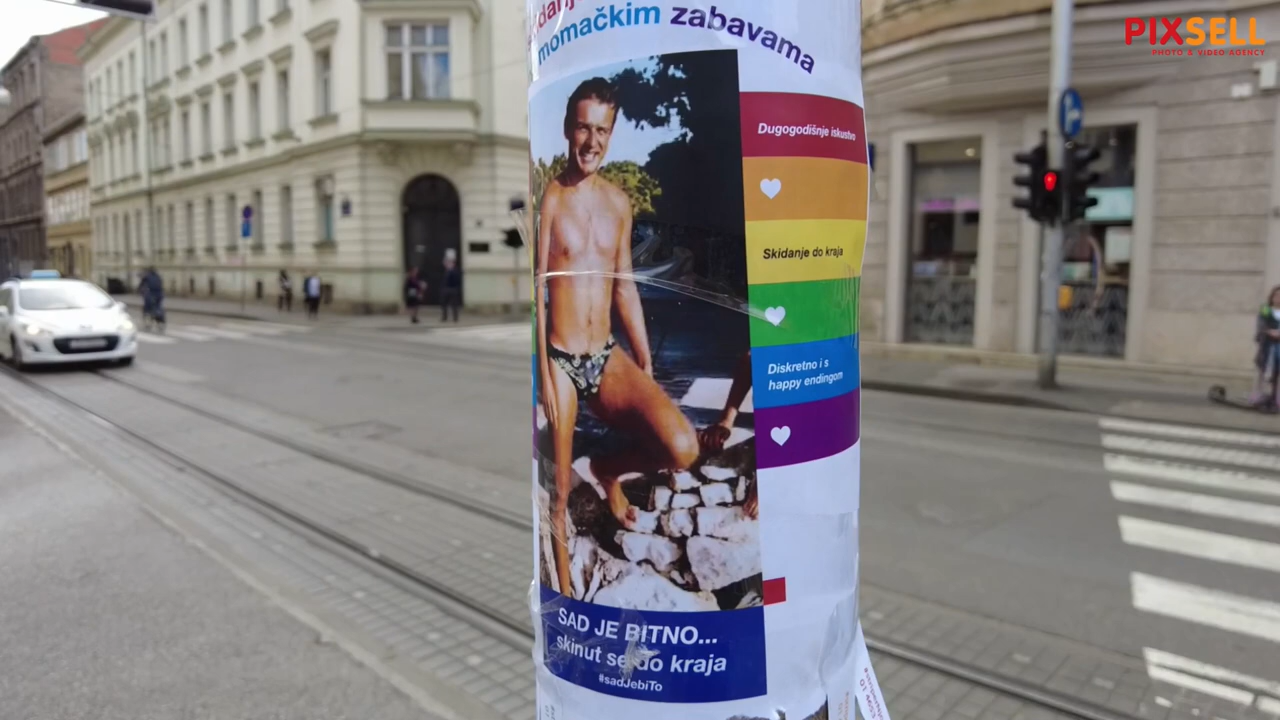 PIXSELL
PHOTO & VIDEO AGENCY
momačkim zabavama
Dugogodišnje iskustvo
Skidanje do kraja
Diskretno i s
happy endingom
SAD JE BITNO...
skinut se do kraja
#sadJebiTo